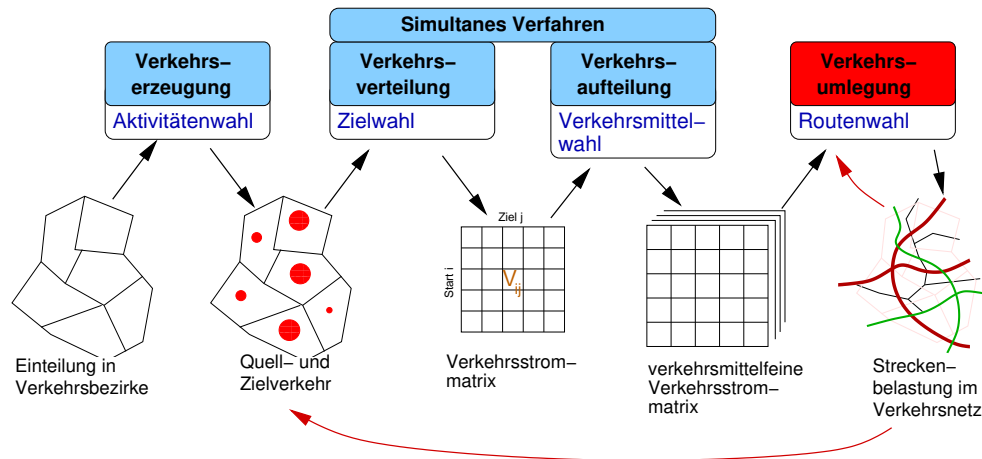 Simultanes Verfahren
Verkehrs-
erzeugung
Aktivitätenwahl
Verkehrs-
verteilung
Zielwahl
Verkehrs-
aufteilung
Verkehrsmittel-
wahl
Verkehrs-
umlegung
Routenwahl
Einteilung in
Verkehrsbezirke
Quell- und
Zielverkehr
Ziel j
Start i
V_ij
Verkehrsstrom-
matrix
verkehrsmittelfeine
Verkehrsstrom-
matrix
Strecken-
belastung im
Verkehrsnetz